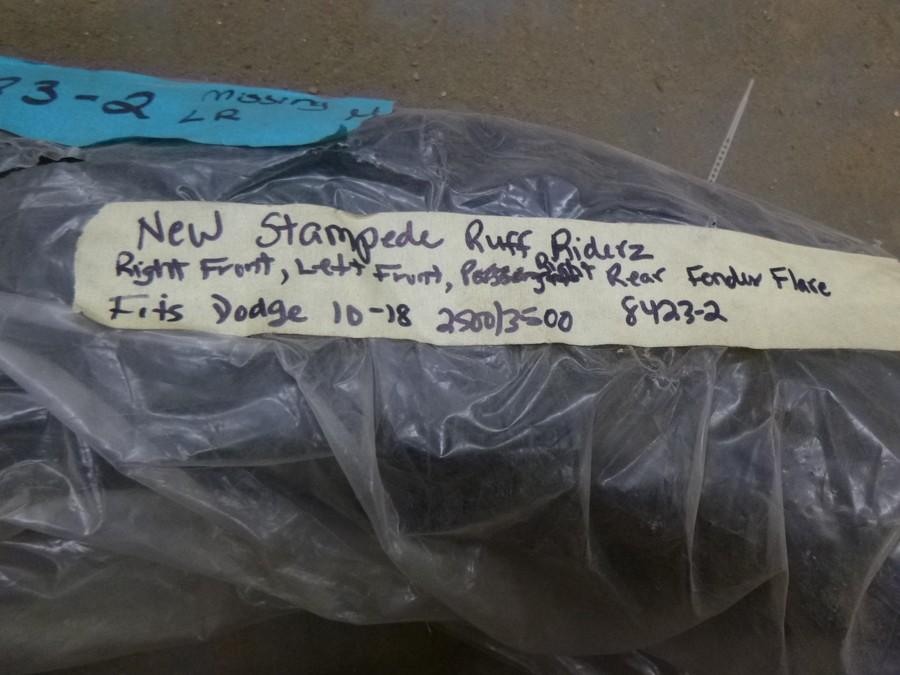 3-2 Missing
LR
New Stampede Ruff Riderz
Right Front, Left Front, Right Rear Fender Flare
Fits Dodge 10-18 2500/3500 8423-2